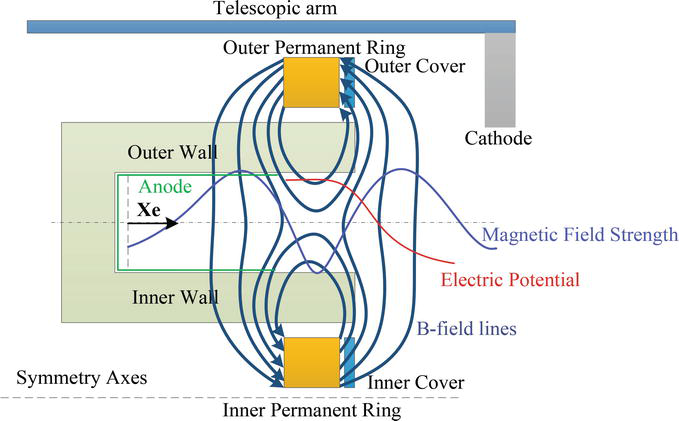 Telescopic arm
Outer Permanent Ring
Outer Cover
Cathode
Outer Wall
Anode
Xe
Magnetic Field Strength
Electric Potential
Inner Wall
B-field lines
Symmetry Axes
Inner Cover
Inner Permanent Ring